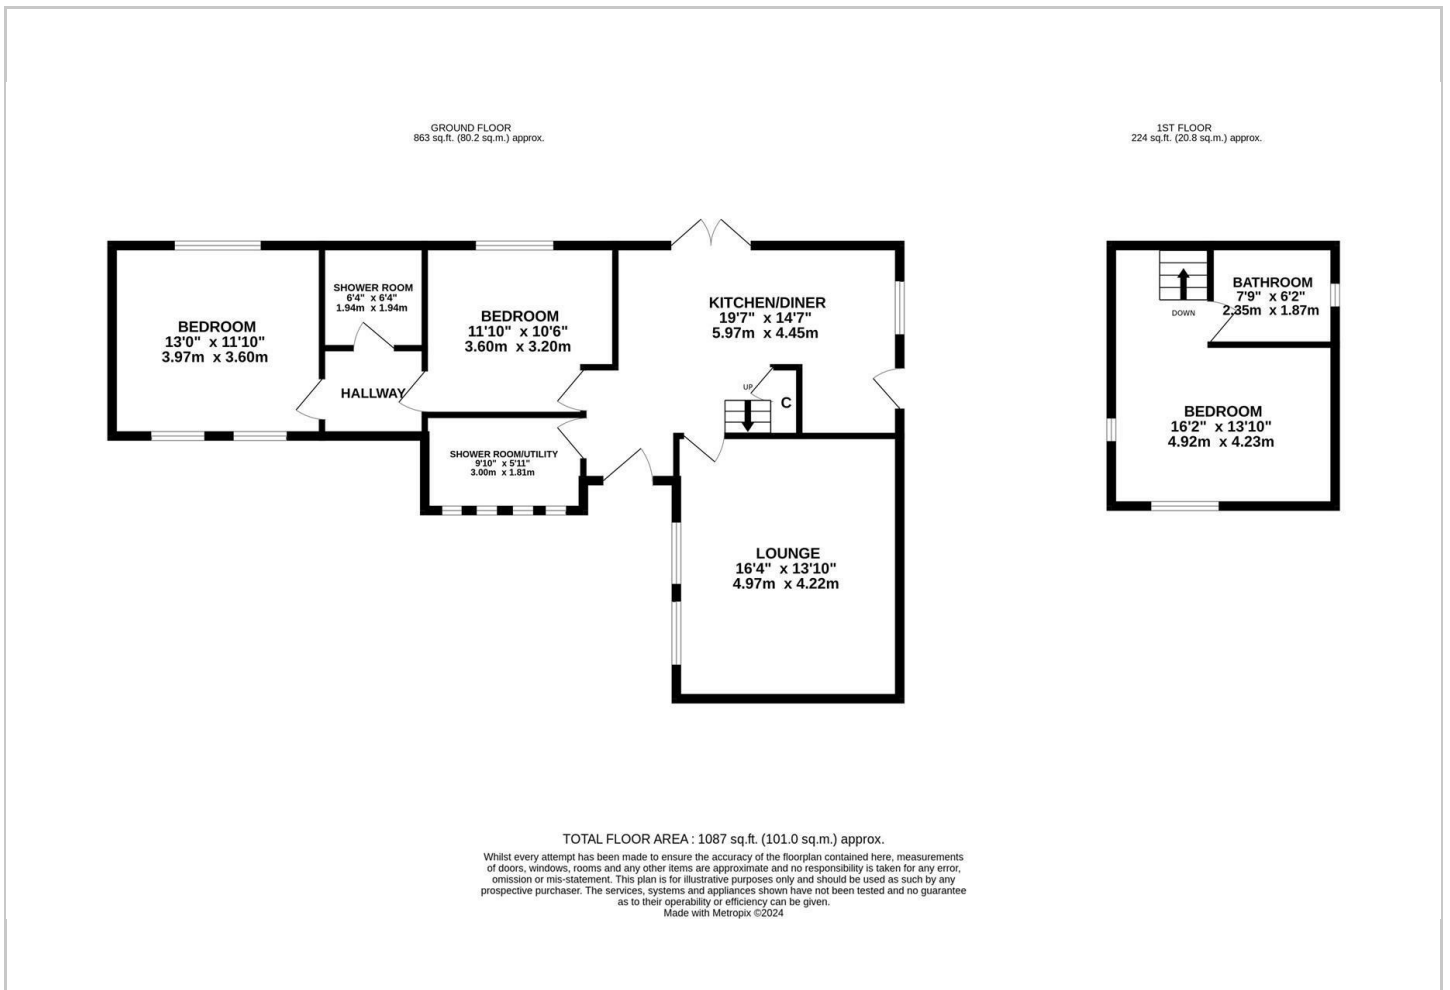 GROUND FLOOR
863 sq.ft. (80.2 sq.m.) approx.
1ST FLOOR
224 sq.ft. (20.8 sq.m.) approx.
BEDROOM
13'0" x 11'10"
3.97m x 3.60m
SHOWER ROOM
6'4" x 6'4"
1.94m x 1.94m
HALLWAY
BEDROOM
11'10" x 10'6"
3.60m x 3.20m
SHOWER ROOM/UTILITY
9'10" x 5'11"
3.00m x 1.81m
KITCHEN/DINER
19'7" x 14'7"
5.97m x 4.45m
UP
C
LOUNGE
16'4" x 13'10"
4.97m x 4.22m
DOWN
BATHROOM
7'9" x 6'2"
2.35m x 1.87m
BEDROOM
16'2" x 13'10"
4.92m x 4.23m
TOTAL FLOOR AREA : 1087 sq.ft. (101.0 sq.m.) approx.
Whilst every attempt has been made to ensure the accuracy of the floorplan contained here, measurements
of doors, windows, rooms and any other items are approximate and no responsibility is taken for any error,
omission or mis-statement. This plan is for illustrative purposes only and should be used as such by any
prospective purchaser. The services, systems and appliances shown have not been tested and no guarantee
as to their operability or efficiency can be given.
Made with Metropix ©2024